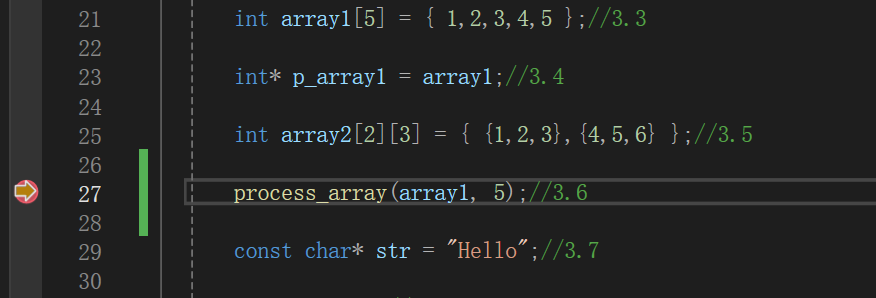 21 int array1[5] = { 1,2,3,4,5 };//3.3
22
23 int* p_array1 = array1;//3.4
24
25 int array2[2][3] = { {1,2,3},{4,5,6} };//3.5
26
27 process_array(array1, 5);//3.6
28
29 const char* str = "Hello";//3.7
30